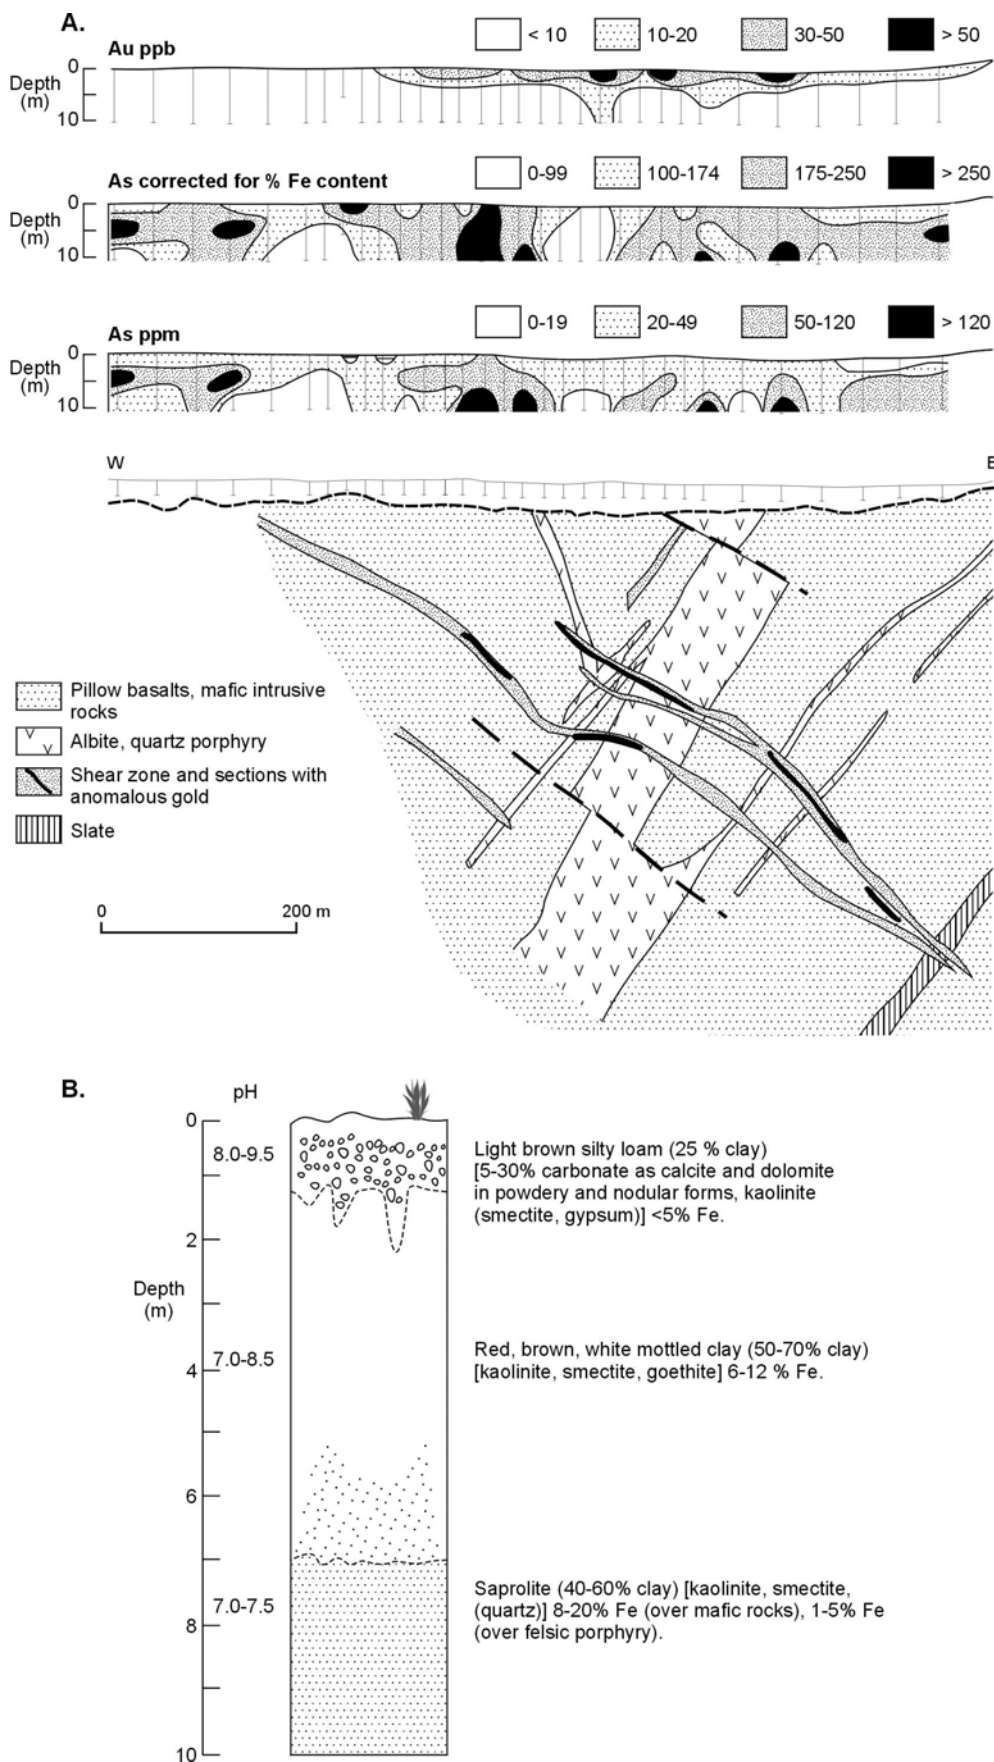 A.
Au ppb
< 10
10-20
30-50
> 50
0
Depth
(m)
10
As corrected for % Fe content
0-99
100-174
175-250
> 250
0
Depth
(m)
10
As ppm
0-19
20-49
50-120
> 120
0
Depth
(m)
10
W
E
Pillow basalts, mafic intrusive
rocks
Albite, quartz porphyry
Shear zone and sections with
anomalous gold
Slate
0
200 m
B.
pH
0
8.0-9.5
Light brown silty loam (25 % clay)
[5-30% carbonate as calcite and dolomite
in powdery and nodular forms, kaolinite
(smectite, gypsum)] <5% Fe.
2
Depth
(m)
7.0-8.5
4
Red, brown, white mottled clay (50-70% clay)
[kaolinite, smectite, goethite] 6-12 % Fe.
6
7.0-7.5
8
Saprolite (40-60% clay) [kaolinite, smectite,
(quartz)] 8-20% Fe (over mafic rocks), 1-5% Fe
(over felsic porphyry).
10